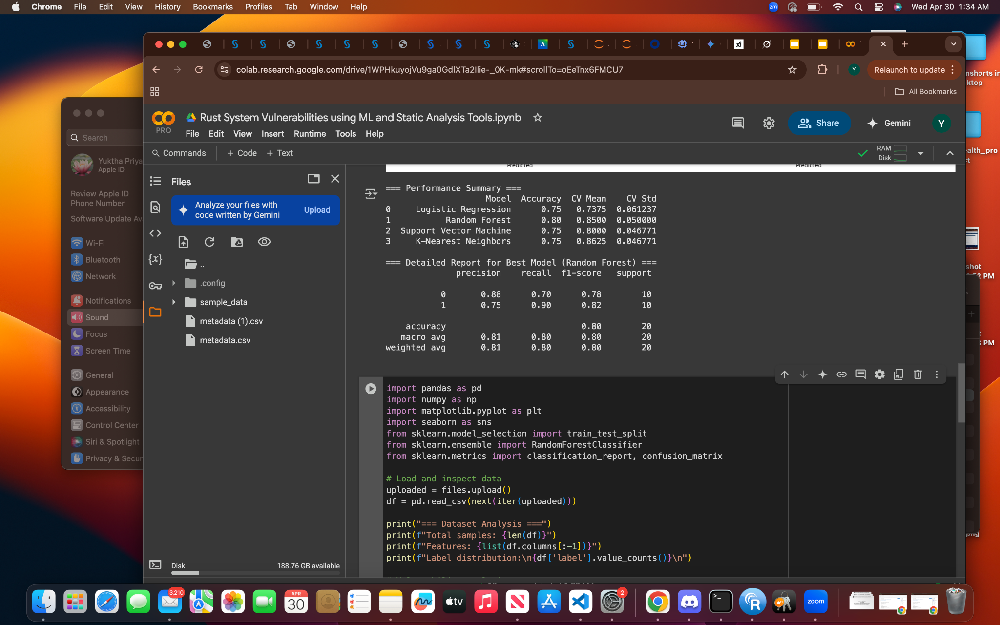 Chrome File Edit View History Bookmarks Profiles Tab Window Help
zm
Wed Apr 30 1:34 AM
colab.research.google.com/drive/1WPHkuyojVu9ga0GdlXTa2Ilie-_0K-mk#scrollTo=oEeTnx6FMCU7
Y
Relaunch to update
All Bookmarks
PRO
Rust System Vulnerabilities using ML and Static Analysis Tools.ipynb
File Edit View Insert Runtime Tools Help
Share
Gemini
Y
Commands + Code + Text
RAM
Disk
Search
Yuktha Priya
Apple ID
Review Apple ID
Phone Number
Software Update Av
Wi-Fi
Bluetooth
Network
Notifications
Sound
Focus
Screen Time
General
Appearance
Accessibility
Control Center
Siri & Spotlight
Privacy & Secur
Files
Analyze your files with
code written by Gemini
Upload
{x}
..
.config
sample_data
metadata (1).csv
metadata.csv
Disk 188.76 GB available
Predicted Predicted
=== Performance Summary ===
Model Accuracy CV Mean CV Std
0 Logistic Regression 0.75 0.7375 0.061237
1 Random Forest 0.80 0.8500 0.050000
2 Support Vector Machine 0.75 0.8000 0.046771
3 K-Nearest Neighbors 0.75 0.8625 0.046771
=== Detailed Report for Best Model (Random Forest) ===
precision recall f1-score support
0 0.88 0.70 0.78 10
1 0.75 0.90 0.82 10
accuracy 0.80 20
macro avg 0.81 0.80 0.80 20
weighted avg 0.81 0.80 0.80 20
import pandas as pd
import numpy as np
import matplotlib.pyplot as plt
import seaborn as sns
from sklearn.model_selection import train_test_split
from sklearn.ensemble import RandomForestClassifier
from sklearn.metrics import classification_report, confusion_matrix
# Load and inspect data
uploaded = files.upload()
df = pd.read_csv(next(iter(uploaded)))
print("=== Dataset Analysis ===")
print(f"Total samples: {len(df)}")
print(f"Features: {list(df.columns[:-1])}")
print(f"Label distribution:\n{df['label'].value_counts()}\n")
nshorts in
ktop
ealth_pro
ct
shot
2 PM
PM
png
3,210
APR
30
tv
2
zoom